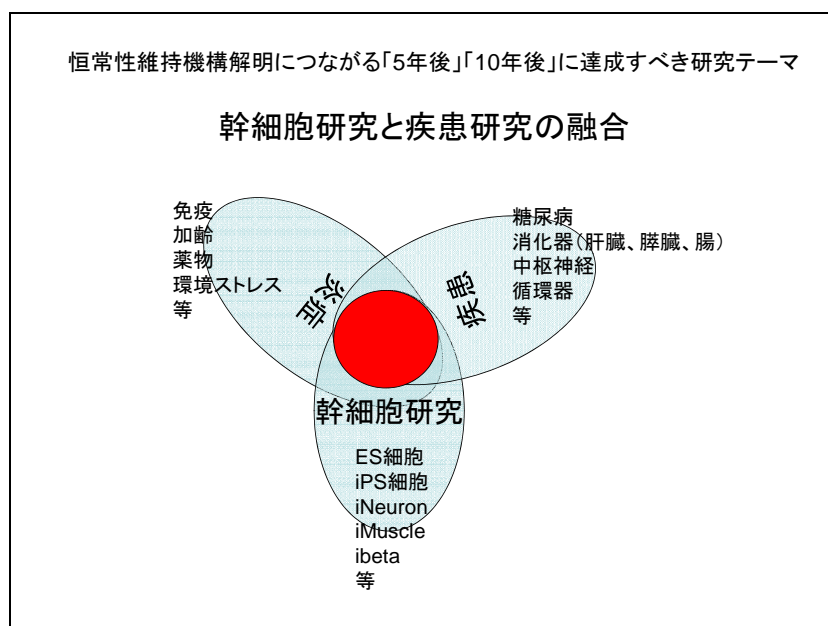 恒常性維持機構解明につながる「5年後」「10年後」に達成すべき研究テーマ
幹細胞研究と疾患研究の融合
免疫
加齢
薬物
環境ストレス
等
炎症
糖尿病
消化器（肝臓、膵臓、腸）
中枢神経
循環器
等
疾患
幹細胞研究
ES細胞
iPS細胞
iNeuron
iMuscle
ibeta
等